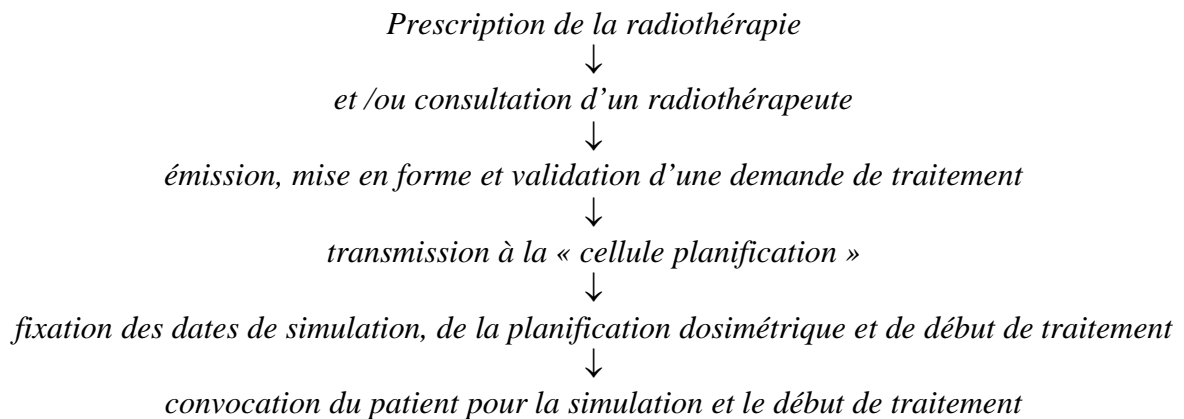 Prescription de la radiothérapie
↓
et /ou consultation d’un radiothérapeute
↓
émission, mise en forme et validation d’une demande de traitement
↓
transmission à la « cellule planification »
↓
fixation des dates de simulation, de la planification dosimétrique et de début de traitement
↓
convocation du patient pour la simulation et le début de traitement